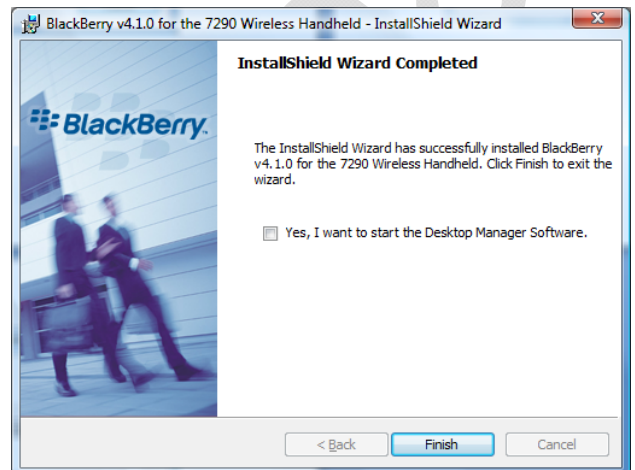 BlackBerry v4.1.0 for the 7290 Wireless Handheld - InstallShield Wizard
InstallShield Wizard Completed
BlackBerry.
The InstallShield Wizard has successfully installed BlackBerry
v4.1.0 for the 7290 Wireless Handheld. Click Finish to exit the
wizard.
Yes, I want to start the Desktop Manager Software.
< Back
Finish
Cancel